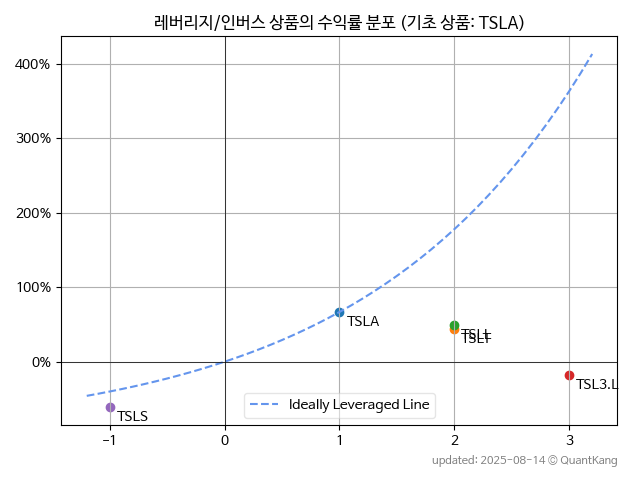 레버리지/인버스 상품의 수익률 분포 (기초 상품: TSLA)
400%
300%
200%
100%
0%
TSLA
TSLL
TSLT
TSL3.L
TSLS
Ideally Leveraged Line
−1
0
1
2
3
updated: 2025-08-14 © QuantKang